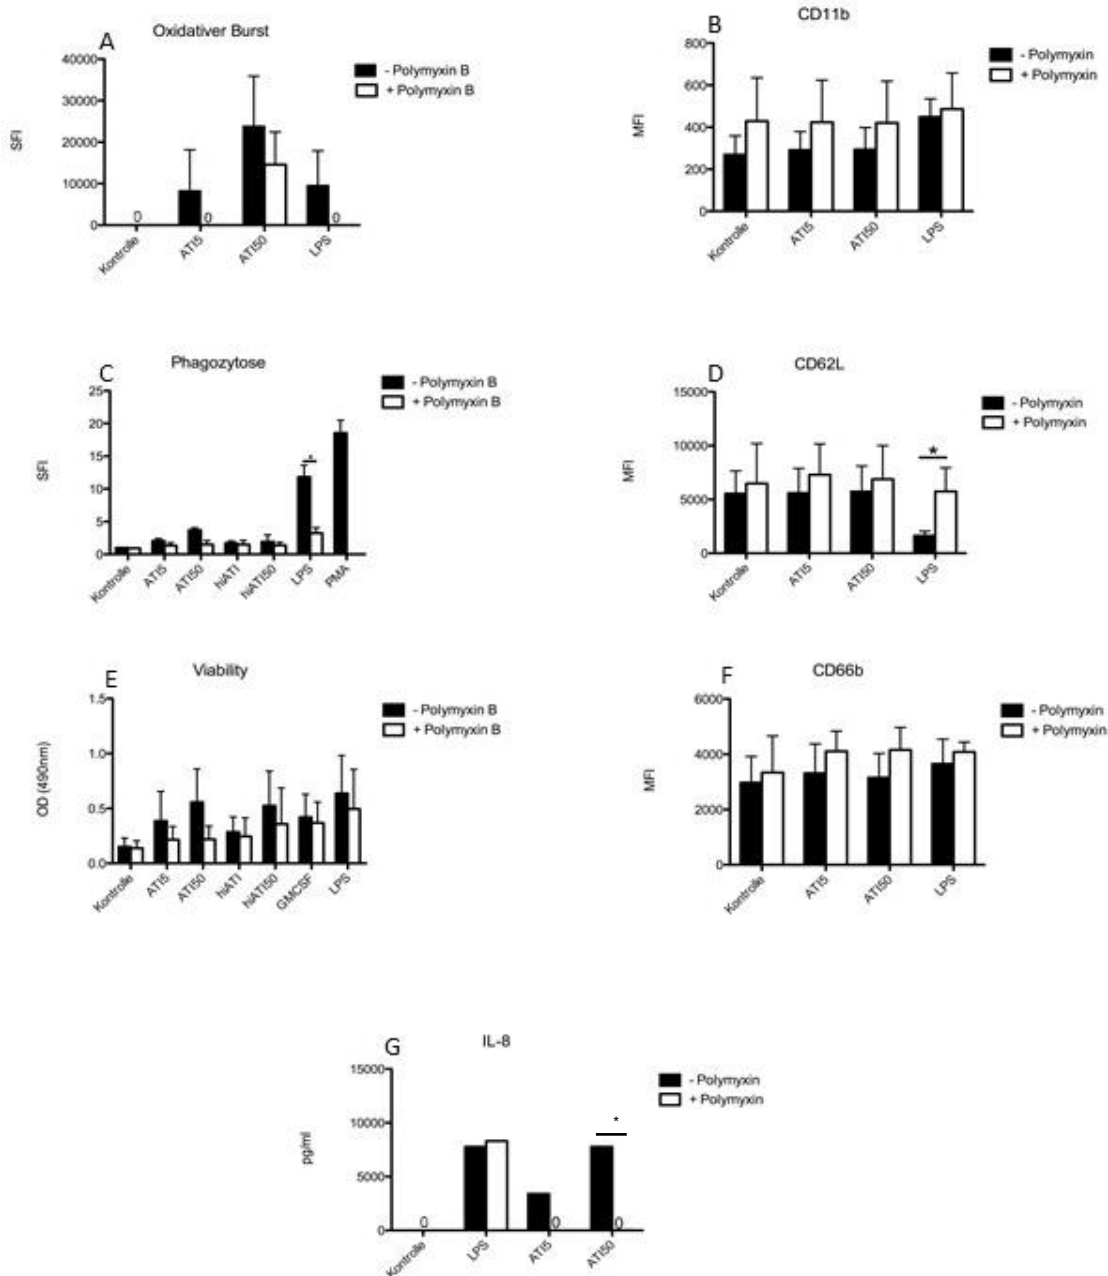 A
Oxidativer Burst
40000
30000
20000
10000
0
SFI
- Polymyxin B
+ Polymyxin B
0
0
0
Kontrolle
ATI5
ATI50
LPS
B
CD11b
800
600
400
200
0
MFI
- Polymyxin
+ Polymyxin
Kontrolle
ATI5
ATI50
LPS
C
Phagozytose
25
20
15
10
5
0
SFI
- Polymyxin B
+ Polymyxin B
*
Kontrolle
ATI5
ATI50
hiATI
hiATI50
LPS
PMA
D
CD62L
15000
10000
5000
0
MFI
- Polymyxin
+ Polymyxin
*
Kontrolle
ATI5
ATI50
LPS
E
Viability
1.5
1.0
0.5
0.0
OD (490nm)
- Polymyxin B
+ Polymyxin B
Kontrolle
ATI5
ATI50
hiATI
hiATI50
GMCSF
LPS
F
CD66b
6000
4000
2000
0
MFI
- Polymyxin
+ Polymyxin
Kontrolle
ATI5
ATI50
LPS
G
IL-8
15000
10000
5000
0
pg/ml
- Polymyxin
+ Polymyxin
*
0
0
0
Kontrolle
LPS
ATI5
ATI50